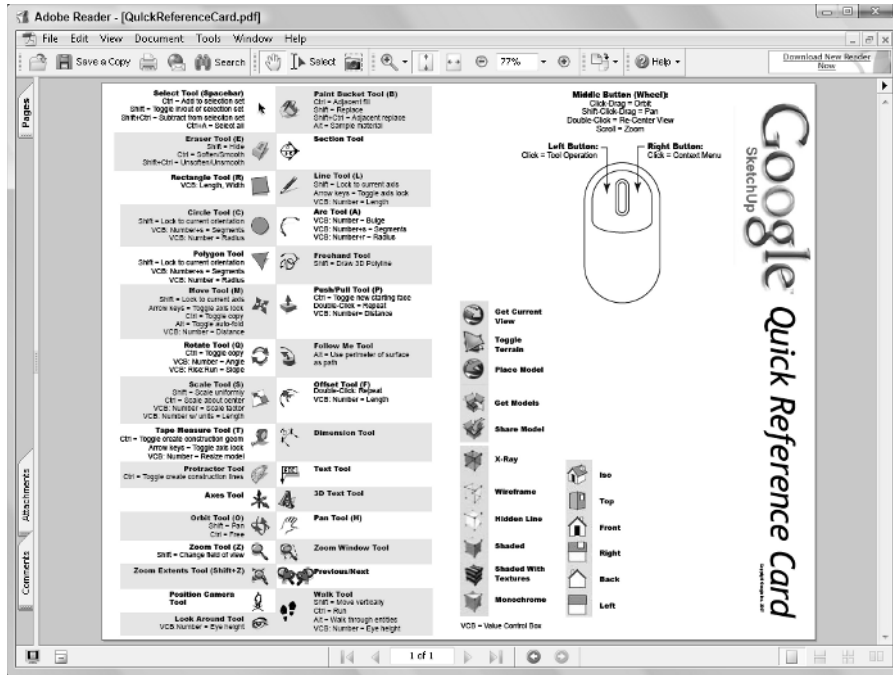 Adobe Reader - [QuickReferenceCard.pdf]
File Edit View Document Tools Window Help
Save a Copy Search Select 77% Help Download New Reader Now
Pages
Attachments
Comments
Select Tool (Spacebar)
Ctrl = Add to selection set
Shift = Toggle in/out of selection set
Shift+Ctrl = Subtract from selection set
Ctrl+A = Select all
Paint Bucket Tool (B)
Ctrl = Adjacent fill
Shift = Replace
Shift+Ctrl = Adjacent replace
Alt = Sample material
Eraser Tool (E)
Shift = Hide
Ctrl = Soften/Smooth
Shift+Ctrl = Unsoften/Unsmooth
Section Tool
Rectangle Tool (R)
VCB: Length, Width
Line Tool (L)
Shift = Lock to current axis
Arrow keys = Toggle axis lock
VCB: Number = Length
Circle Tool (C)
Shift = Lock to current orientation
VCB: Number+s = Segments
VCB: Number = Radius
Arc Tool (A)
VCB: Number = Bulge
VCB: Number+s = Segments
VCB: Number+r = Radius
Polygon Tool
Shift = Lock to current orientation
VCB: Number+s = Segments
VCB: Number = Radius
Freehand Tool
Shift = Draw 3D Polyline
Move Tool (M)
Shift = Lock to current axis
Arrow keys = Toggle axis lock
Ctrl = Toggle copy
Alt = Toggle auto-fold
VCB: Number = Distance
Push/Pull Tool (P)
Ctrl = Toggle new starting face
Double-Click = Repeat
VCB: Number= Distance
Rotate Tool (Q)
Ctrl = Toggle copy
VCB: Number = Angle
VCB: Rise:Run = Slope
Follow Me Tool
Alt = Use perimeter of surface
as path
Scale Tool (S)
Shift = Scale uniformly
Ctrl = Scale about center
VCB: Number = Scale factor
VCB: Number w/ units = Length
Offset Tool (F)
Double-Click: Repeat
VCB: Number = Length
Tape Measure Tool (T)
Ctrl = Toggle create construction geom
Arrow keys = Toggle axis lock
VCB: Number = Resize model
Dimension Tool
Protractor Tool
Ctrl = Toggle create construction lines
ABC
Text Tool
Axes Tool
3D Text Tool
Orbit Tool (O)
Shift = Pan
Ctrl = Free
Pan Tool (H)
Zoom Tool (Z)
Shift = Change field of view
Zoom Window Tool
Zoom Extents Tool (Shift+Z)
Previous/Next
Position Camera
Tool
Walk Tool
Shift = Move vertically
Ctrl = Run
Alt = Walk through entities
VCB: Number = Eye height
Look Around Tool
VCB Number = Eye height
Middle Button (Wheel):
Click-Drag = Orbit
Shift-Click-Drag = Pan
Double-Click = Re-Center View
Scroll = Zoom
Left Button:
Click = Tool Operation
Right Button:
Click = Context Menu
Get Current
View
Toggle
Terrain
Place Model
Get Models
Share Model
X-Ray
Wireframe
Hidden Line
Shaded
Shaded With
Textures
Monochrome
Iso
Top
Front
Right
Back
Left
VCB = Value Control Box
Google
SketchUp
Quick Reference Card
1 of 1